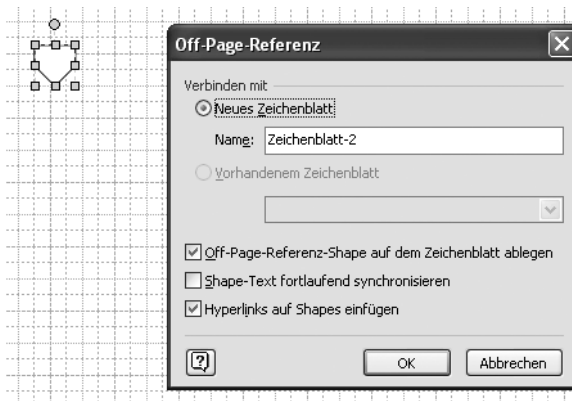 Off-Page-Referenz
Verbinden mit
Neues Zeichenblatt
Name: Zeichenblatt-2
Vorhandenem Zeichenblatt
Off-Page-Referenz-Shape auf dem Zeichenblatt ablegen
Shape-Text fortlaufend synchronisieren
Hyperlinks auf Shapes einfügen
? OK Abbrechen